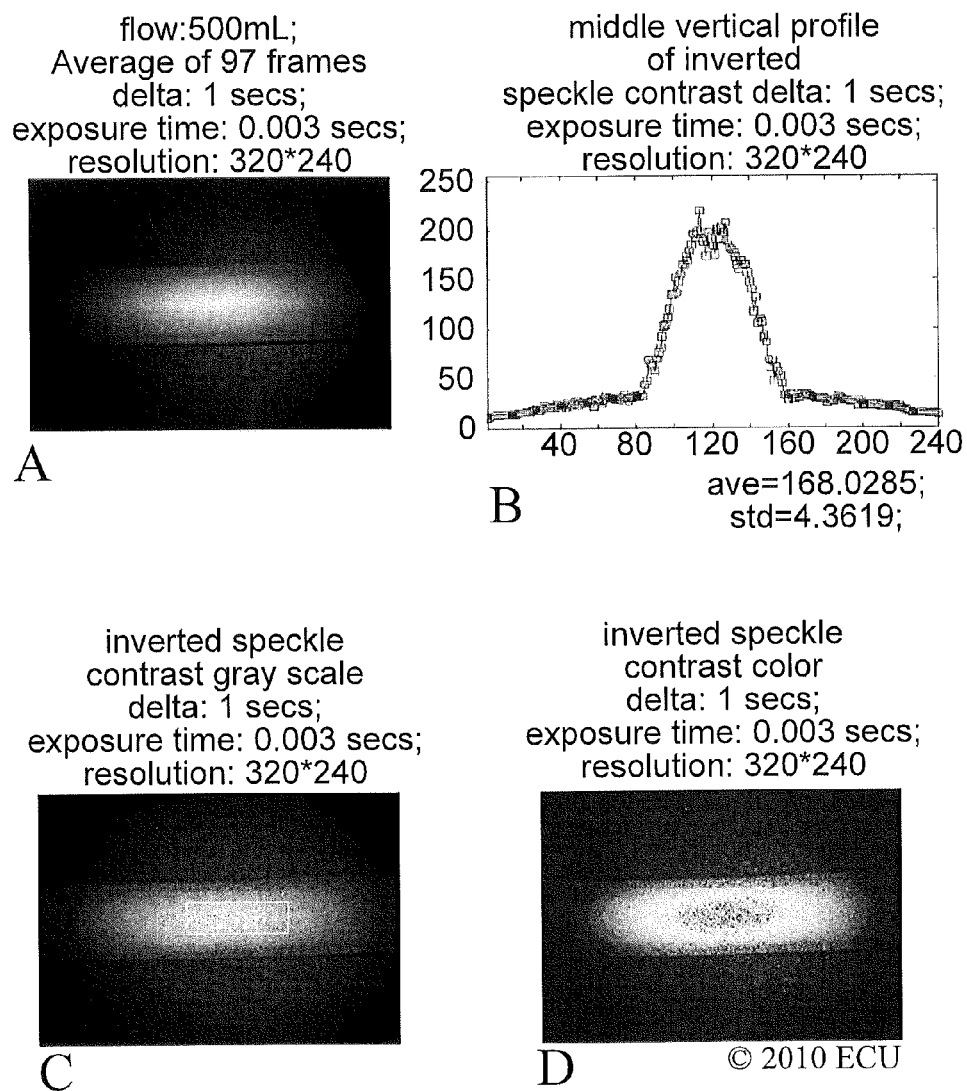 flow:500mL;
Average of 97 frames
delta: 1 secs;
exposure time: 0.003 secs;
resolution: 320*240
A
middle vertical profile
of inverted
speckle contrast delta: 1 secs;
exposure time: 0.003 secs;
resolution: 320*240
250
200
150
100
50
0
40 80 120 160 200 240
ave=168.0285;
std=4.3619;
B
inverted speckle
contrast gray scale
delta: 1 secs;
exposure time: 0.003 secs;
resolution: 320*240
C
inverted speckle
contrast color
delta: 1 secs;
exposure time: 0.003 secs;
resolution: 320*240
D
© 2010 ECU